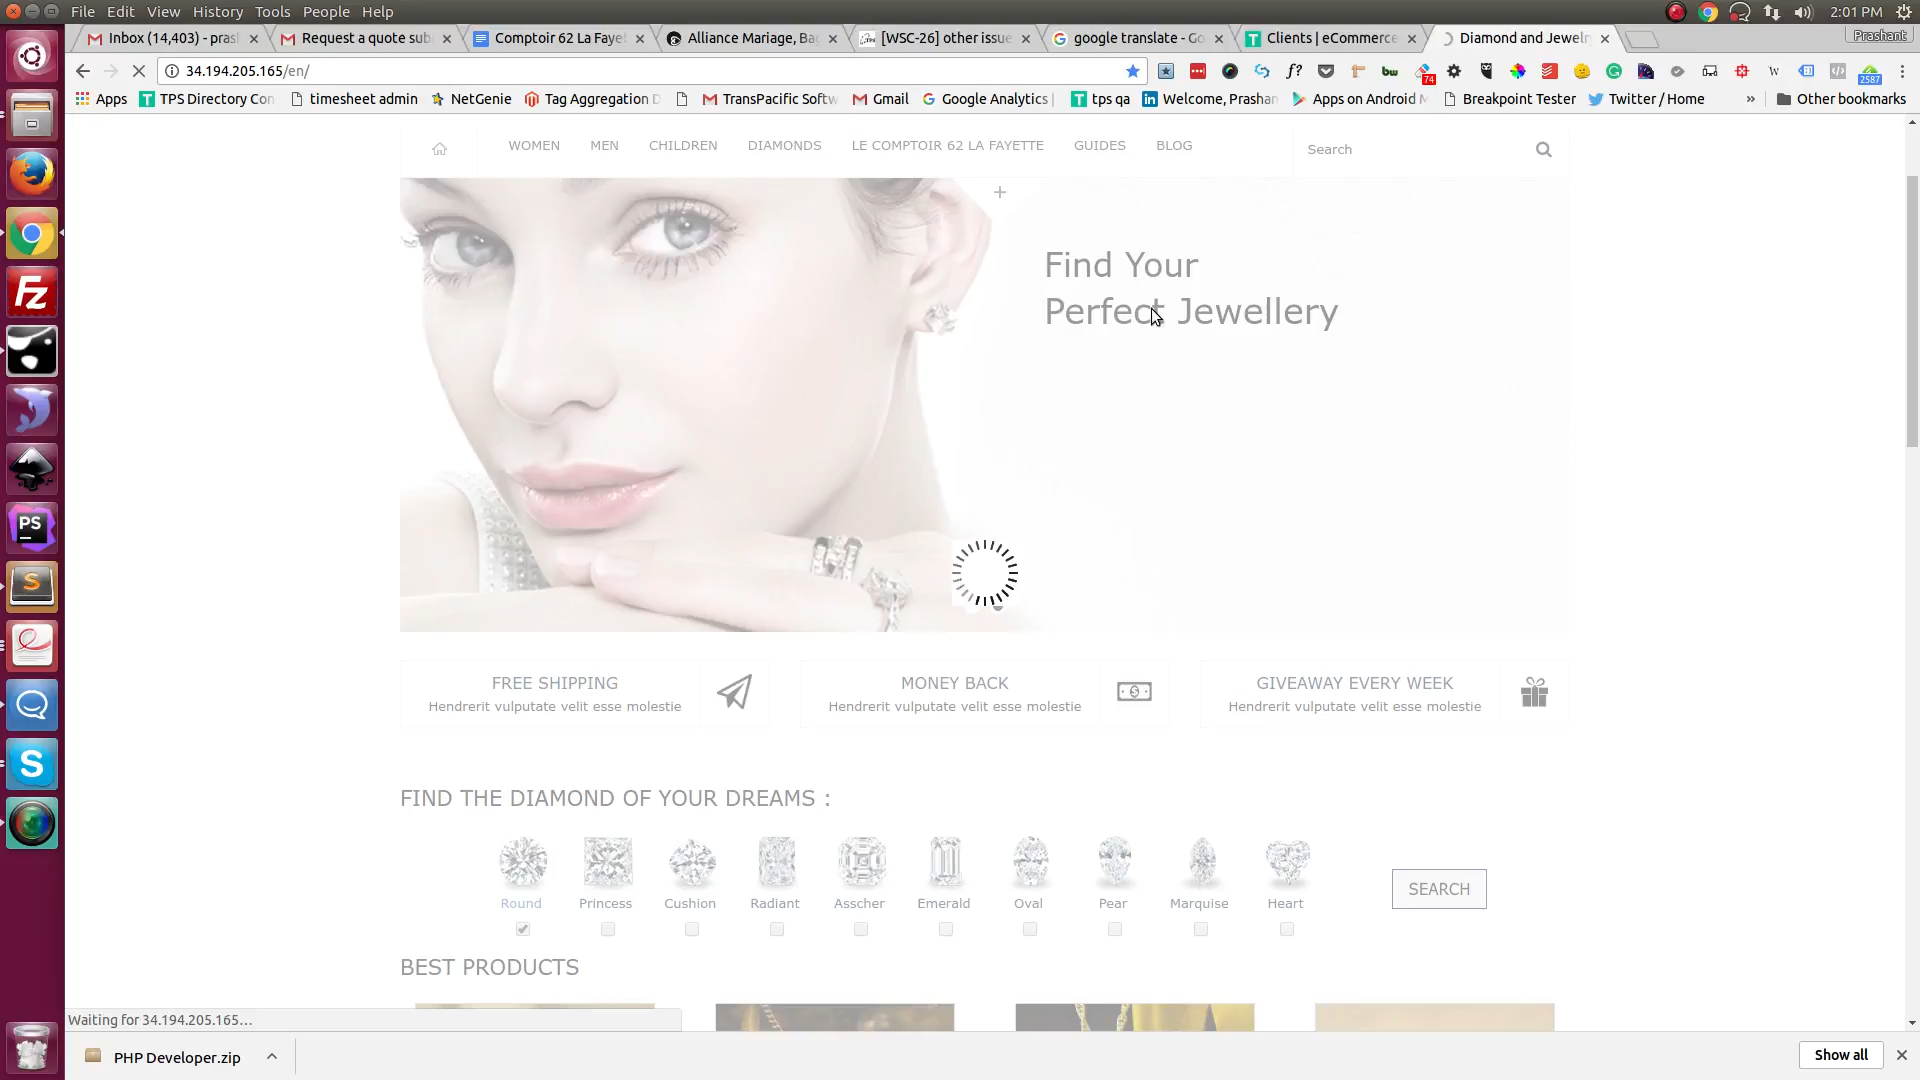 File Edit View History Tools People Help
2:01 PM
Inbox (14,403) - pras
Request a quote sub
Comptoir 62 La Fayet
Alliance Mariage, Bag
[WSC-26] other issue
google translate - Go
Clients | eCommerce
Diamond and Jewelr
Prashant
34.194.205.165/en/
74
2587
Apps
TPS Directory Con
timesheet admin
NetGenie
Tag Aggregation D
TransPacific Softw
Gmail
Google Analytics
tps qa
Welcome, Prashan
Apps on Android M
Breakpoint Tester
Twitter / Home
»
Other bookmarks
WOMEN MEN CHILDREN DIAMONDS LE COMPTOIR 62 LA FAYETTE GUIDES BLOG
Search
Find Your
Perfect Jewellery
FREE SHIPPING
Hendrerit vulputate velit esse molestie
MONEY BACK
Hendrerit vulputate velit esse molestie
GIVEAWAY EVERY WEEK
Hendrerit vulputate velit esse molestie
FIND THE DIAMOND OF YOUR DREAMS :
Round Princess Cushion Radiant Asscher Emerald Oval Pear Marquise Heart
SEARCH
BEST PRODUCTS
Waiting for 34.194.205.165...
PHP Developer.zip
Show all